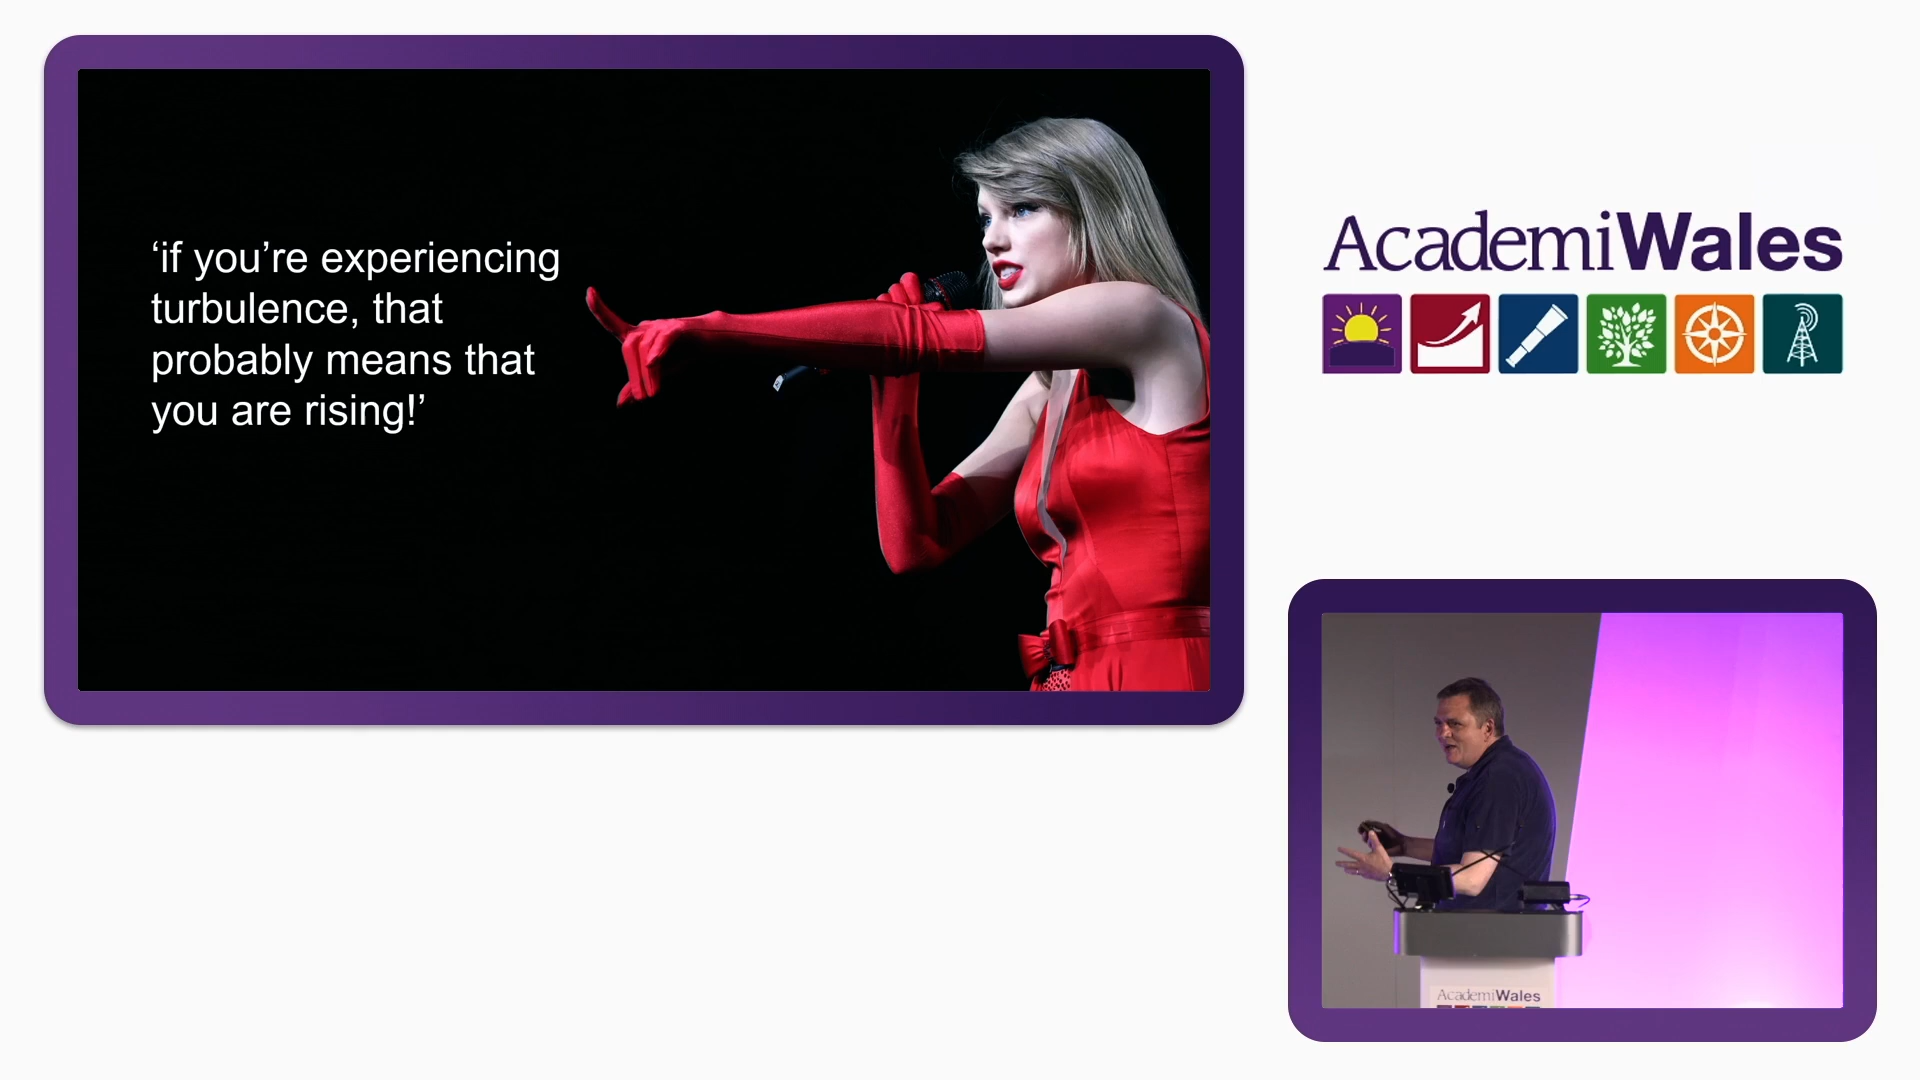 ‘if you’re experiencing
turbulence, that
probably means that
you are rising!’
AcademiWales
AcademiWales